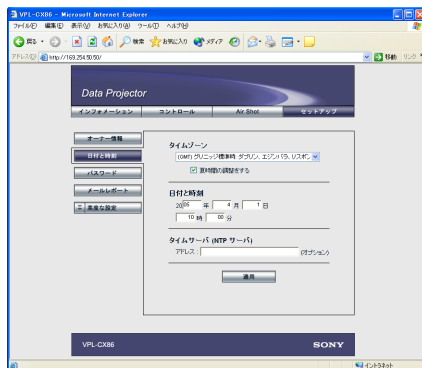 VPL-CX86 - Microsoft Internet Explorer
ファイル(F) 編集(E) 表示(V) お気に入り(A) ツール(T) ヘルプ(H)
戻る 検索 お気に入り メディア
アドレス(D) http://169.254.50.50/ 移動 リンク
Data Projector
インフォメーション コントロール Air Shot セットアップ
オーナー情報
日付と時刻
パスワード
メールレポート
高度な設定
タイムゾーン
(GMT) グリニッジ標準時: ダブリン、エジンバラ、リスボン
夏時間の調整をする
日付と時刻
20 05 年 4 月 1 日
10 時 00 分
タイムサーバ (NTP サーバ)
アドレス : (オプション)
適用
VPL-CX86 SONY
イントラネット